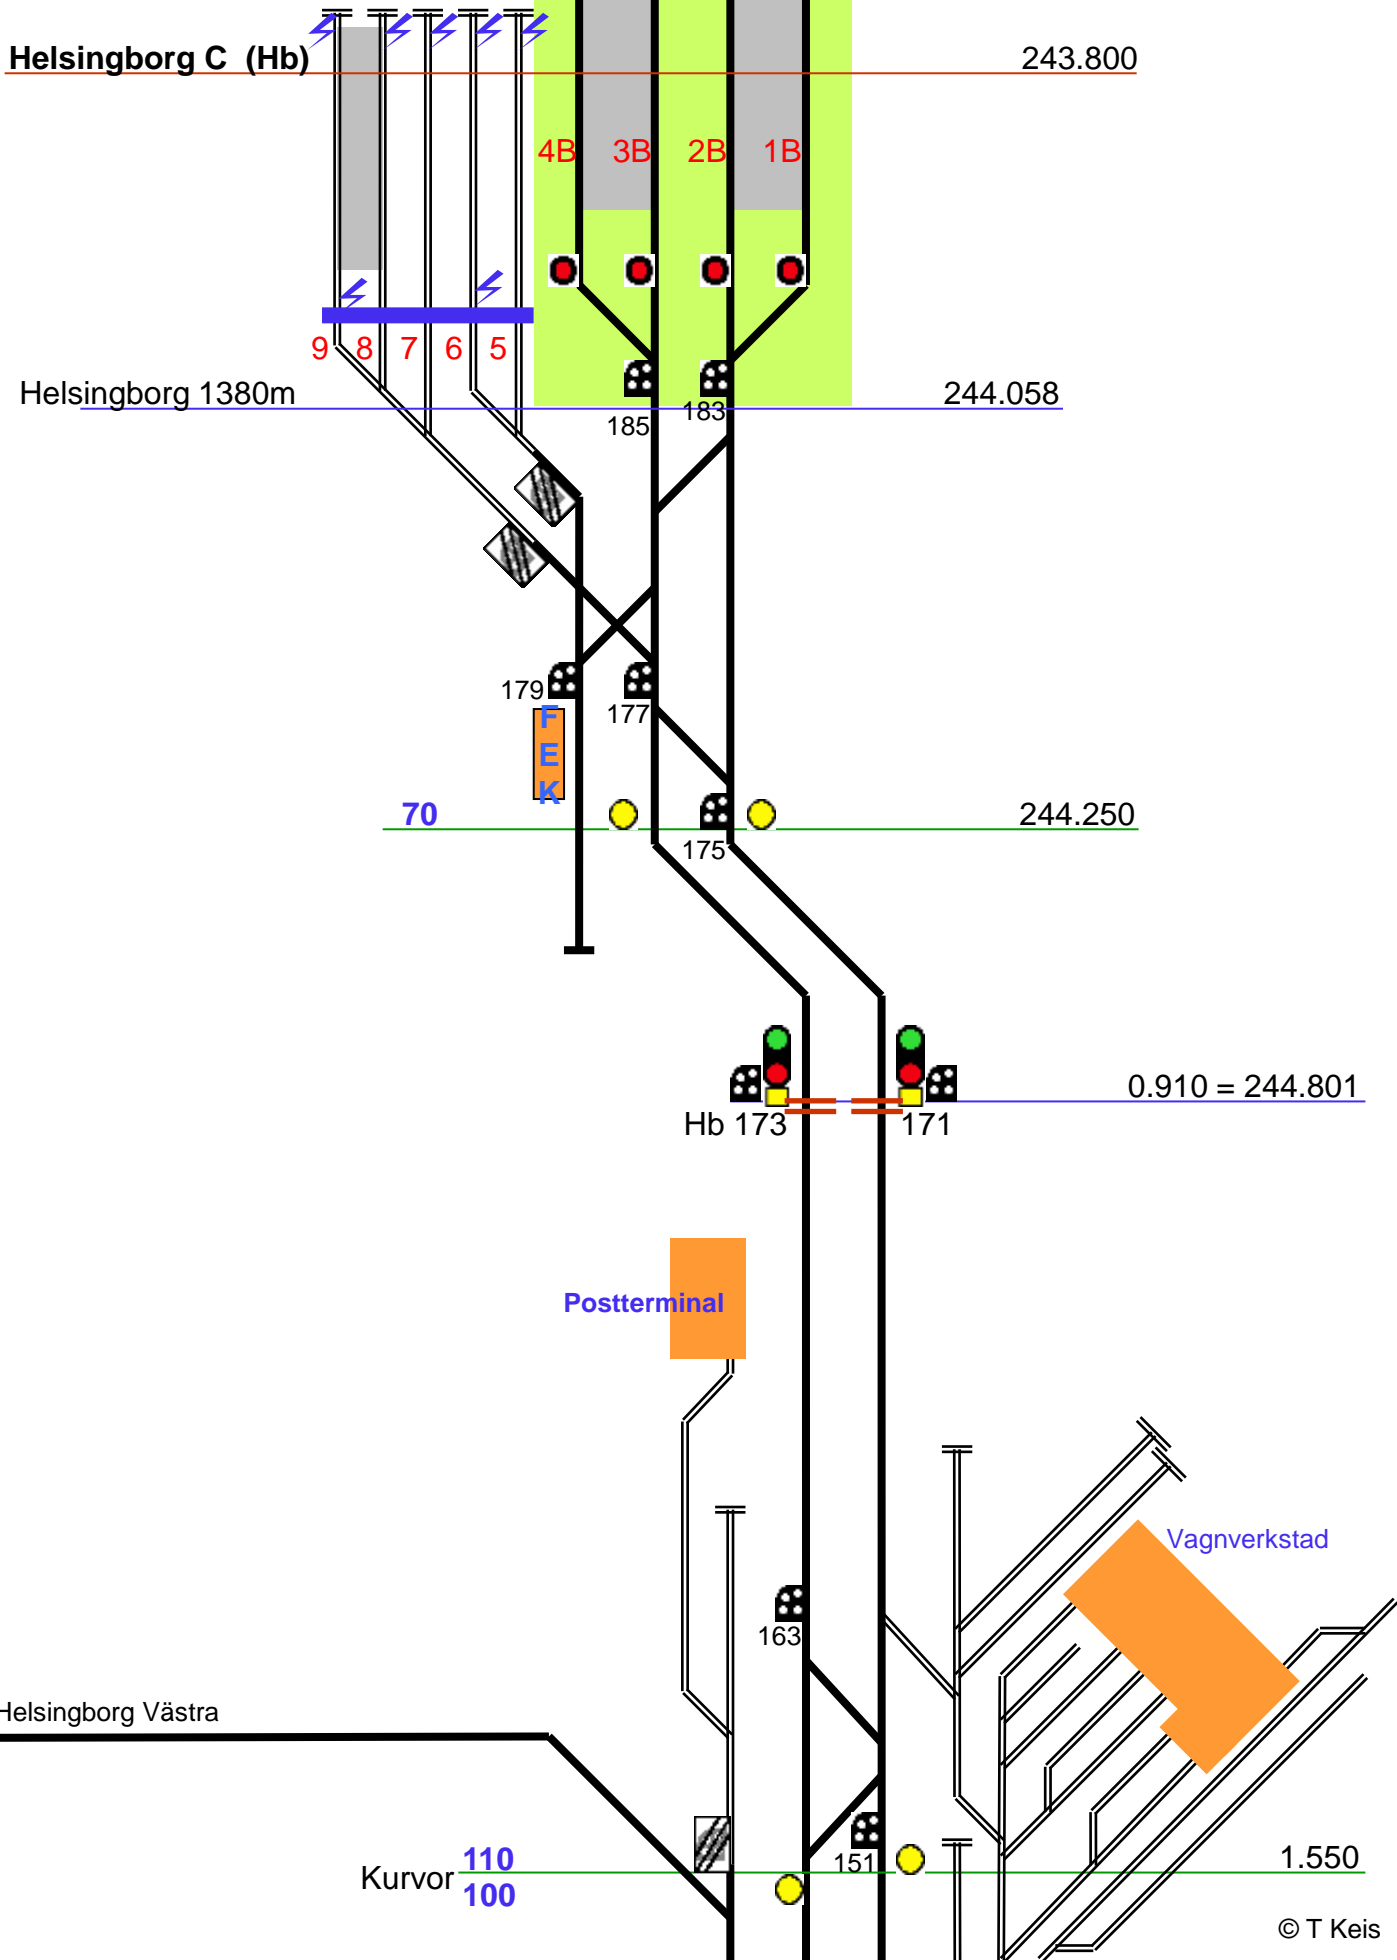 Helsingborg C (Hb)
243.800
4B 3B 2B 1B
9 8 7 6 5
Helsingborg 1380m
244.058
183
185
179
177
F
E
K
70
244.250
175
0.910 = 244.801
Hb 173
171
Postterminal
Vagnverkstad
163
Helsingborg Västra
151
1.550
Kurvor
110
100
© T Keis